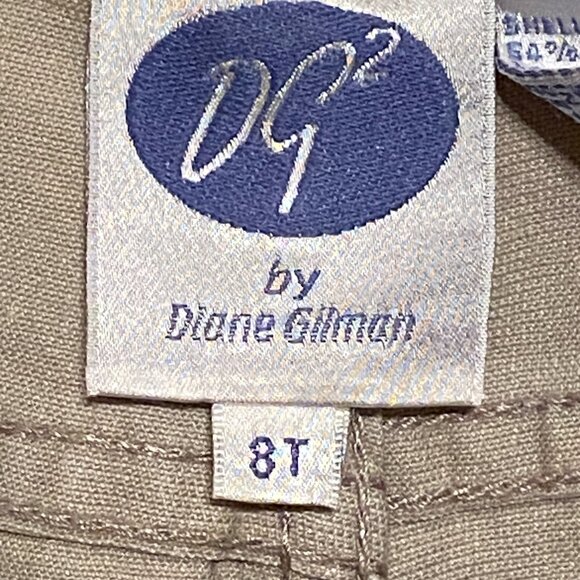 DG²
by
Diane Gilman
8T